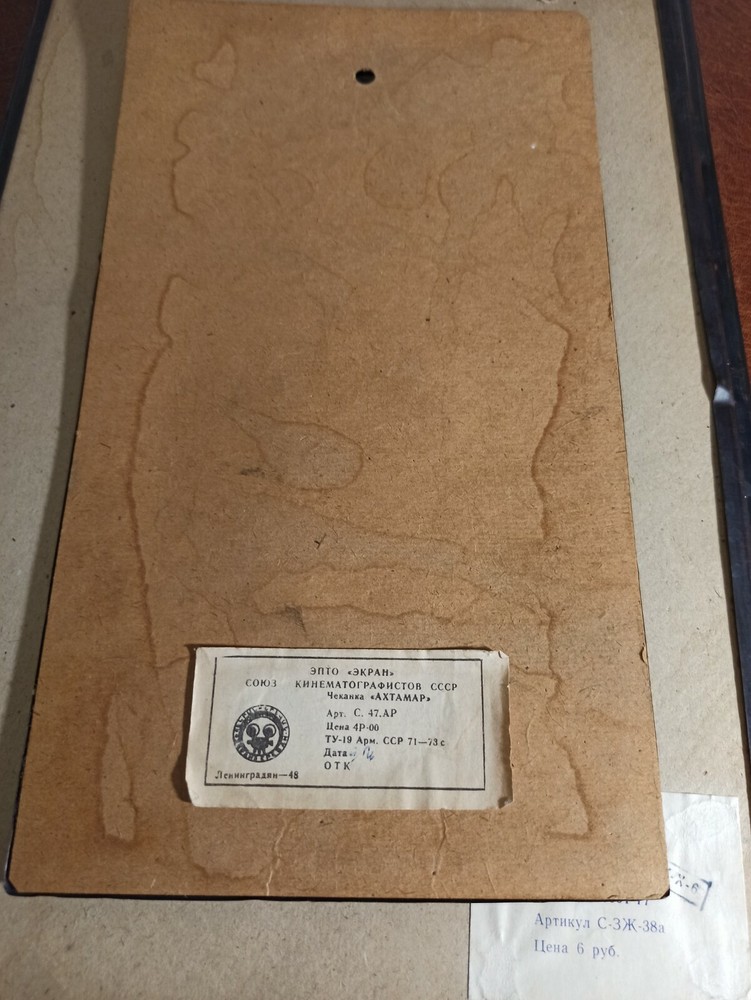 ЭПТО «ЭКРАН»
СОЮЗ КИНЕМАТОГРАФИСТОВ СССР
Чеканка «АХТАМАР»
Арт. С. 47.АР
Цена 4Р-00
ТУ-19 Арм. ССР 71—73 с
Дата
ОТК
Ленинградян—48
Артикул С-ЗЖ-38а
Цена 6 руб.